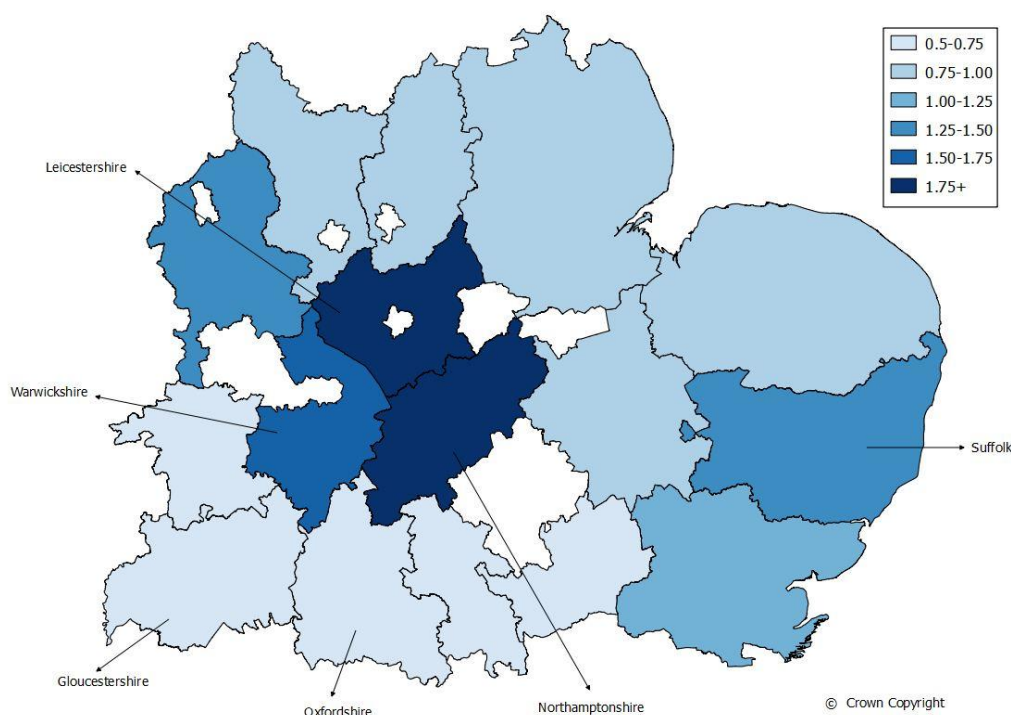 0.5-0.75
0.75-1.00
1.00-1.25
1.25-1.50
1.50-1.75
1.75+
Leicestershire
Warwickshire
Suffolk
Gloucestershire
Oxfordshire
Northamptonshire
© Crown Copyright